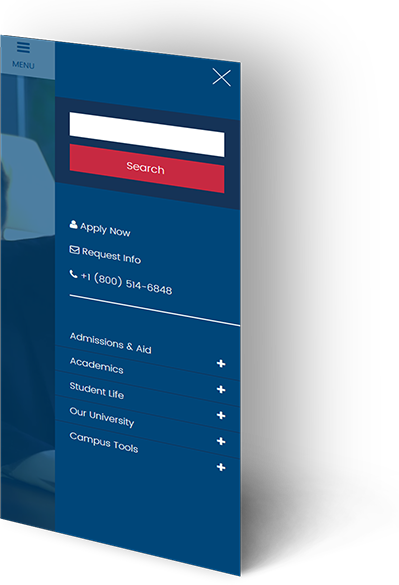 MENU
Search
Apply Now
Request Info
+1 (800) 514-6848
Admissions & Aid
Academics
Student Life
Our University
Campus Tools